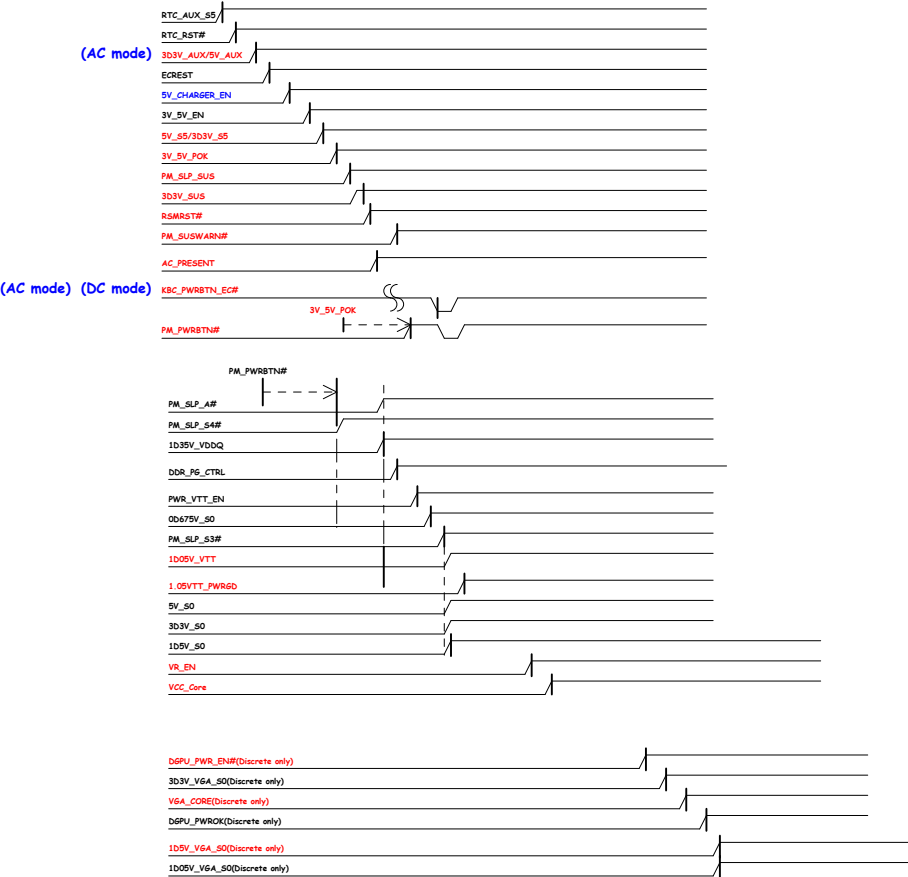 RTC_AUX_S5
RTC_RST#
(AC mode)
3D3V_AUX/5V_AUX
ECREST
5V_CHARGER_EN
3V_5V_EN
5V_S5/3D3V_S5
3V_5V_POK
PM_SLP_SUS
3D3V_SUS
RSMRST#
PM_SUSWARN#
AC_PRESENT
(AC mode) (DC mode)
KBC_PWRBTN_EC#
3V_5V_POK
PM_PWRBTN#
PM_PWRBTN#
PM_SLP_A#
PM_SLP_S4#
1D35V_VDDQ
DDR_PG_CTRL
PWR_VTT_EN
0D675V_S0
PM_SLP_S3#
1D05V_VTT
1.05VTT_PWRGD
5V_S0
3D3V_S0
1D5V_S0
VR_EN
VCC_Core
DGPU_PWR_EN#(Discrete only)
3D3V_VGA_S0(Discrete only)
VGA_CORE(Discrete only)
DGPU_PWROK(Discrete only)
1D5V_VGA_S0(Discrete only)
1D05V_VGA_S0(Discrete only)